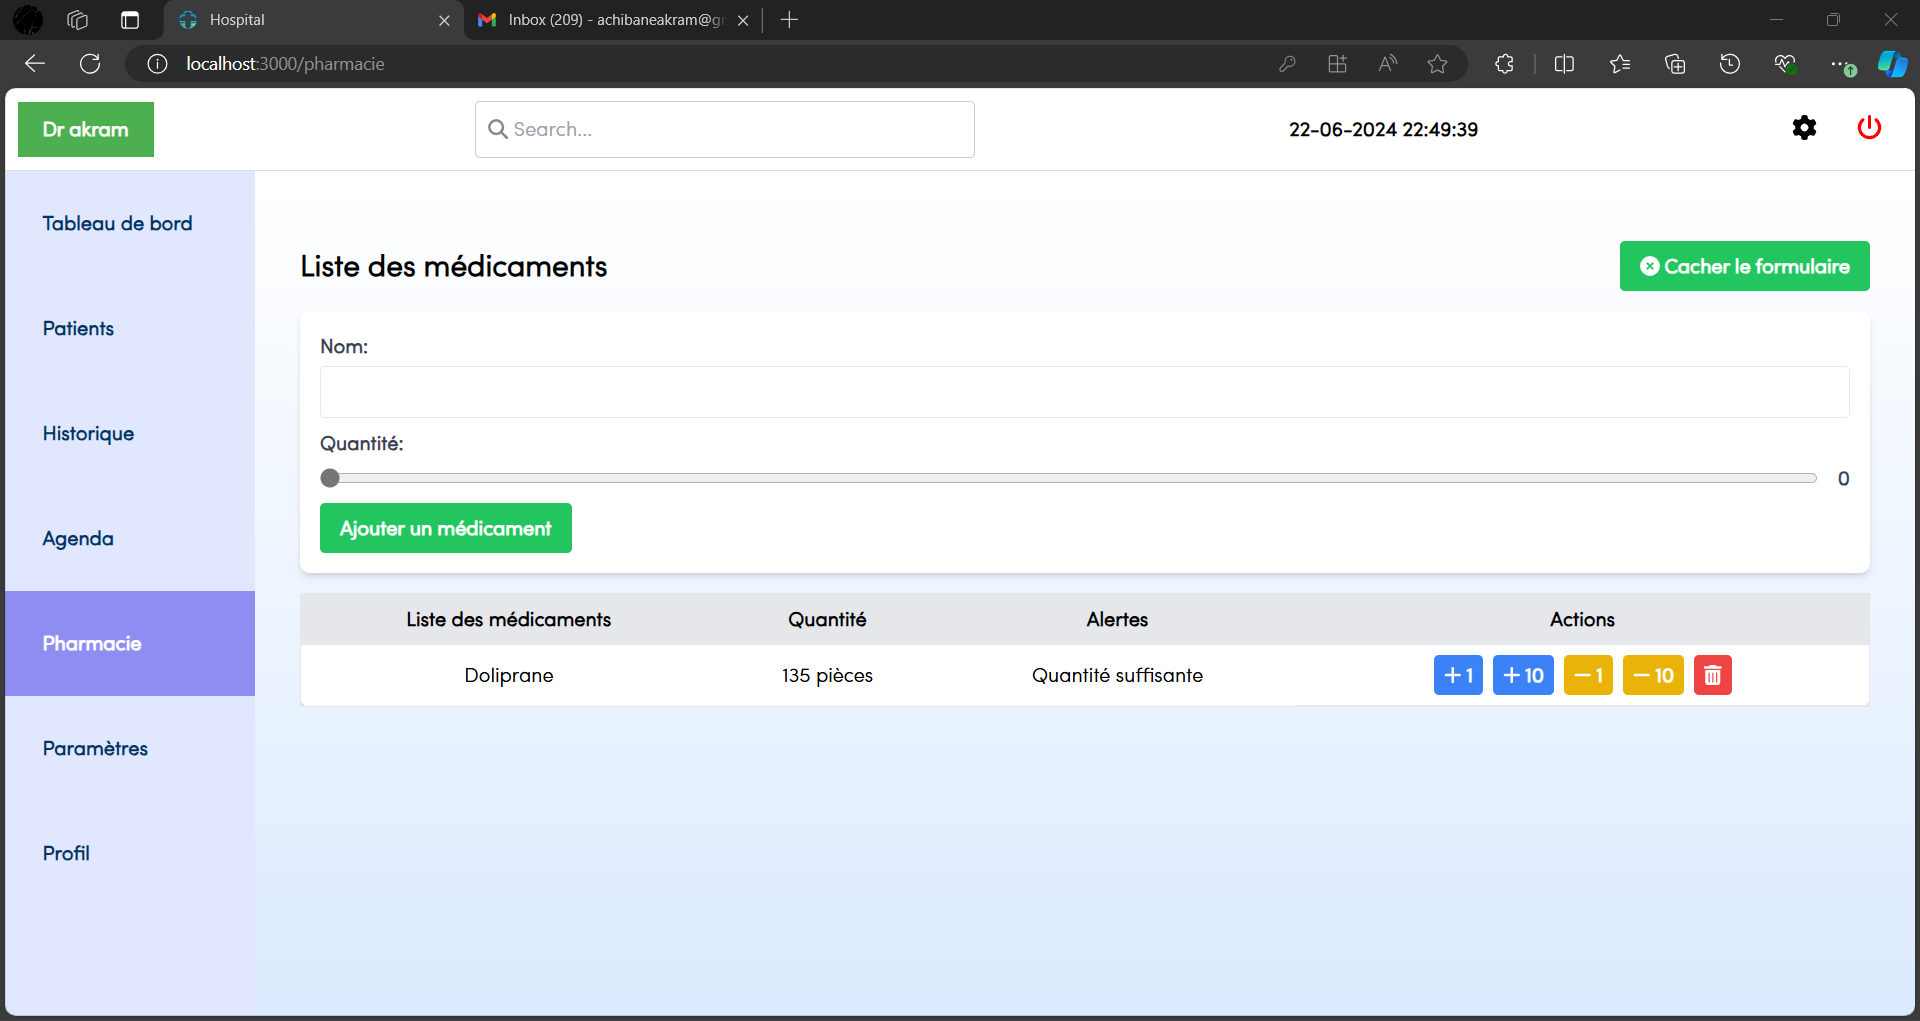 Hospital
Inbox (209) - achibaneakram@gr
localhost:3000/pharmacie
Dr akram
Search...
22-06-2024 22:49:39
Tableau de bord
Patients
Historique
Agenda
Pharmacie
Paramètres
Profil
Liste des médicaments
Cacher le formulaire
Nom:
Quantité:
0
Ajouter un médicament
Liste des médicaments Quantité Alertes Actions
Doliprane 135 pièces Quantité suffisante +1 +10 −1 −10